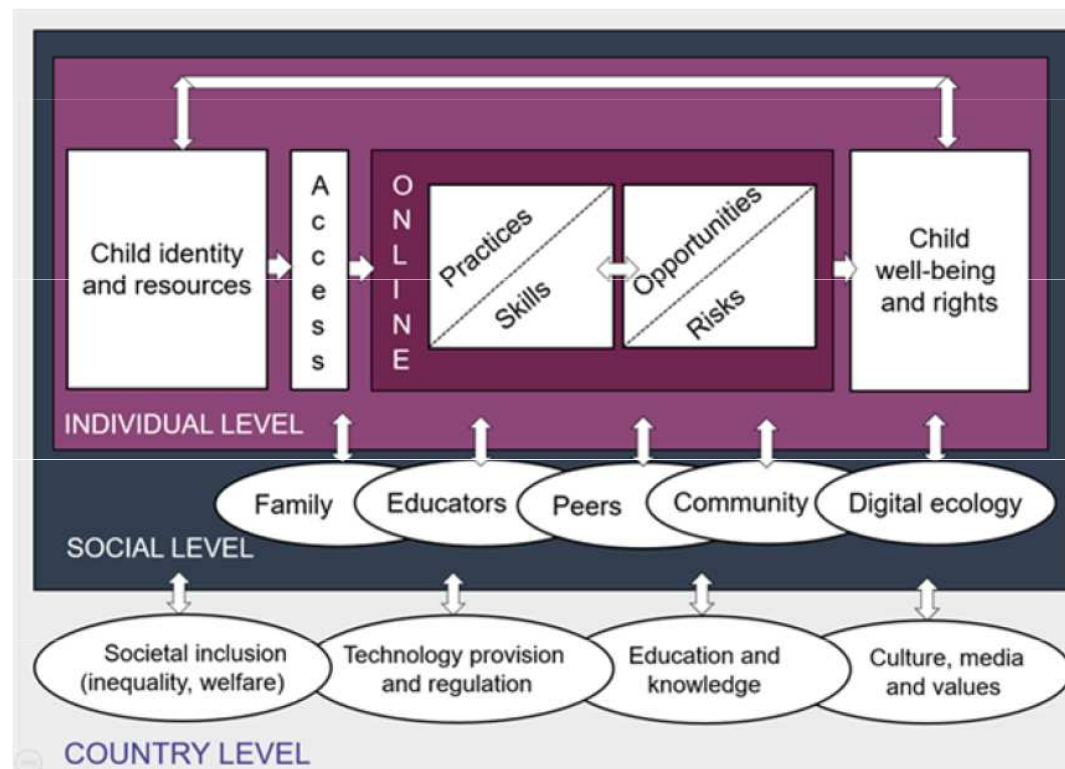 Child identity
and resources
Access
ONLINE
Practices
Skills
Opportunities
Risks
Child
well-being
and rights
INDIVIDUAL LEVEL
Family
Educators
Peers
Community
Digital ecology
SOCIAL LEVEL
Societal inclusion
(inequality, welfare)
Technology provision
and regulation
Education and
knowledge
Culture, media
and values
COUNTRY LEVEL